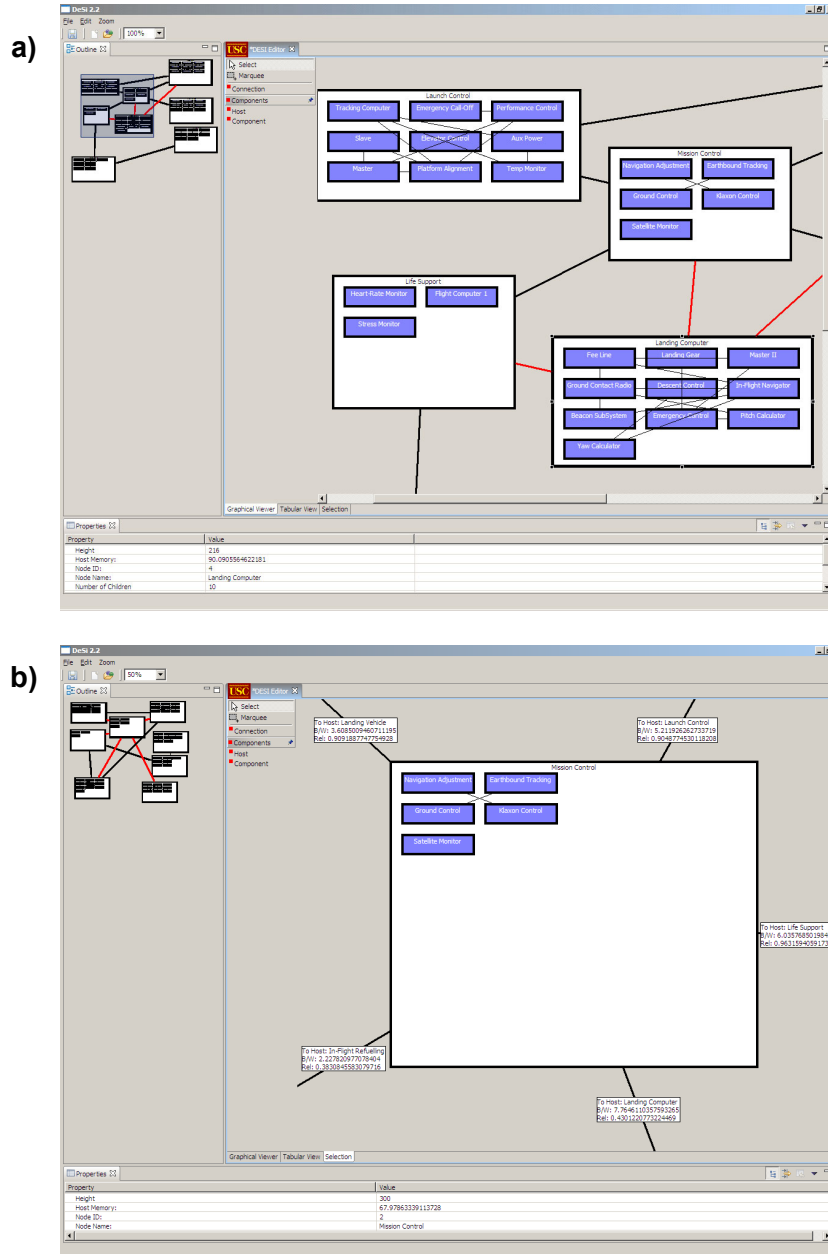 a)
DeSi 2.2
File Edit Zoom
100%
Outline
USC *DESI Editor
Select
Marquee
Connection
Components
Host
Component
Launch Control
Tracking Computer Emergency Call-Off Performance Control
Slave Elevator Control Aux Power
Master Platform Alignment Temp Monitor
Mission Control
Navigation Adjustment Earthbound Tracking
Ground Control Klaxon Control
Satellite Monitor
Life Support
Heart-Rate Monitor Flight Computer 1
Stress Monitor
Landing Computer
Fee Line Landing Gear Master II
Ground Contact Radio Descent Control In-Flight Navigator
Beacon SubSystem Emergency Control Pitch Calculator
Yaw Calculator
Graphical Viewer Tabular View Selection
Properties
Property Value
Height 216
Host Memory: 90.0905564622181
Node ID: 4
Node Name: Landing Computer
Number of Children 10
b)
DeSi 2.2
File Edit Zoom
50%
Outline
USC *DESI Editor
Select
Marquee
Connection
Components
Host
Component
To Host: Landing Vehicle
B/W: 3.6085009460711195
Rel: 0.9091887747754928
To Host: Launch Control
B/W: 5.211926262733719
Rel: 0.9048774530118208
Mission Control
Navigation Adjustment Earthbound Tracking
Ground Control Klaxon Control
Satellite Monitor
To Host: Life Support
B/W: 6.035768501984
Rel: 0.9631594059173
To Host: In-Flight Refueling
B/W: 2.227820977078404
Rel: 0.3830845583079716
To Host: Landing Computer
B/W: 7.7646110357593265
Rel: 0.4301220773224469
Graphical Viewer Tabular View Selection
Properties
Property Value
Height 300
Host Memory: 67.97863339113728
Node ID: 2
Node Name: Mission Control